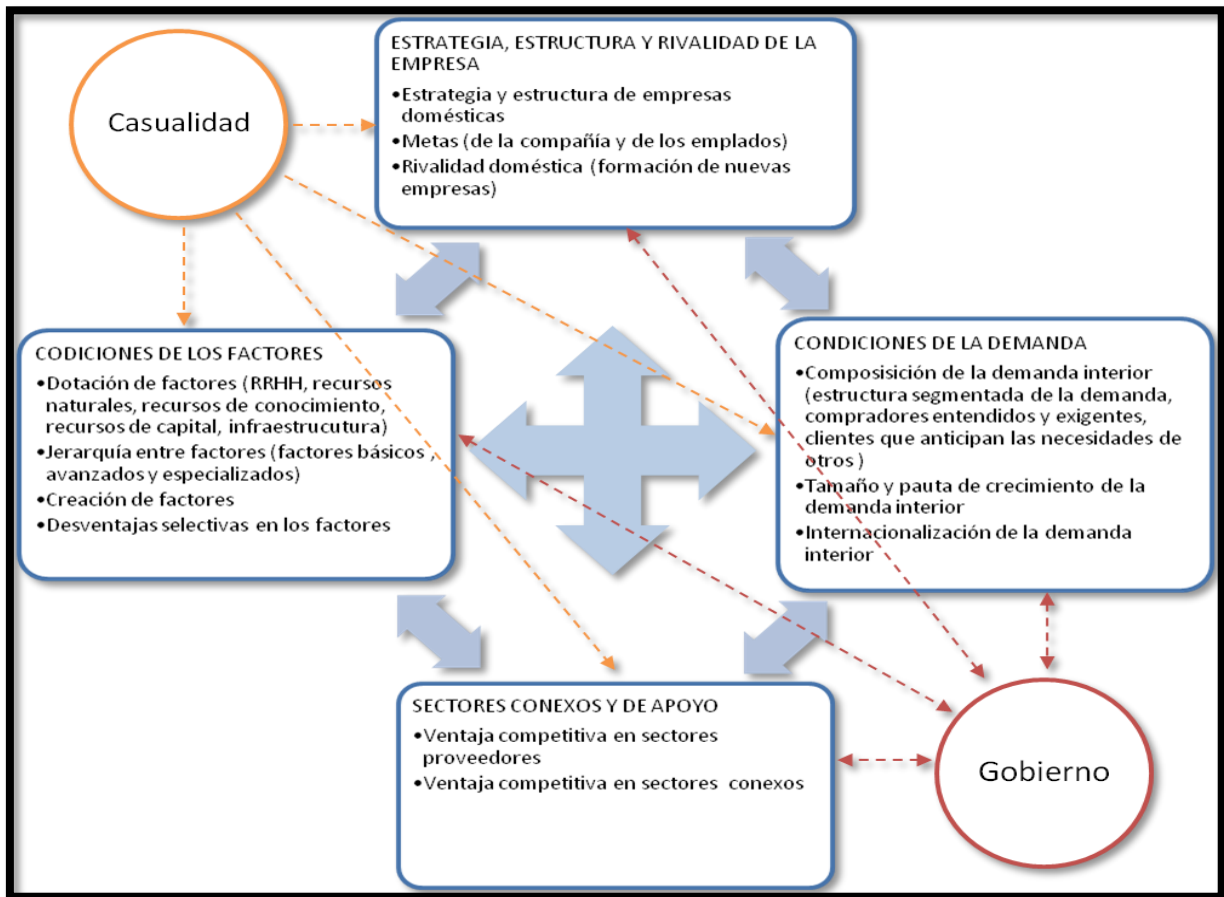 Casualidad
ESTRATEGIA, ESTRUCTURA Y RIVALIDAD DE LA
EMPRESA
•Estrategia y estructura de empresas
domésticas
•Metas (de la compañía y de los emplados)
•Rivalidad doméstica (formación de nuevas
empresas)
CODICIONES DE LOS FACTORES
•Dotación de factores (RRHH, recursos
naturales, recursos de conocimiento,
recursos de capital, infraestrucutura)
•Jerarquía entre factores (factores básicos ,
avanzados y especializados)
•Creación de factores
•Desventajas selectivas en los factores
CONDICIONES DE LA DEMANDA
•Composisición de la demanda interior
(estructura segmentada de la demanda,
compradores entendidos y exigentes,
clientes que anticipan las necesidades de
otros )
•Tamaño y pauta de crecimiento de la
demanda interior
•Internacionalización de la demanda
interior
SECTORES CONEXOS Y DE APOYO
•Ventaja competitiva en sectores
proveedores
•Ventaja competitiva en sectores conexos
Gobierno